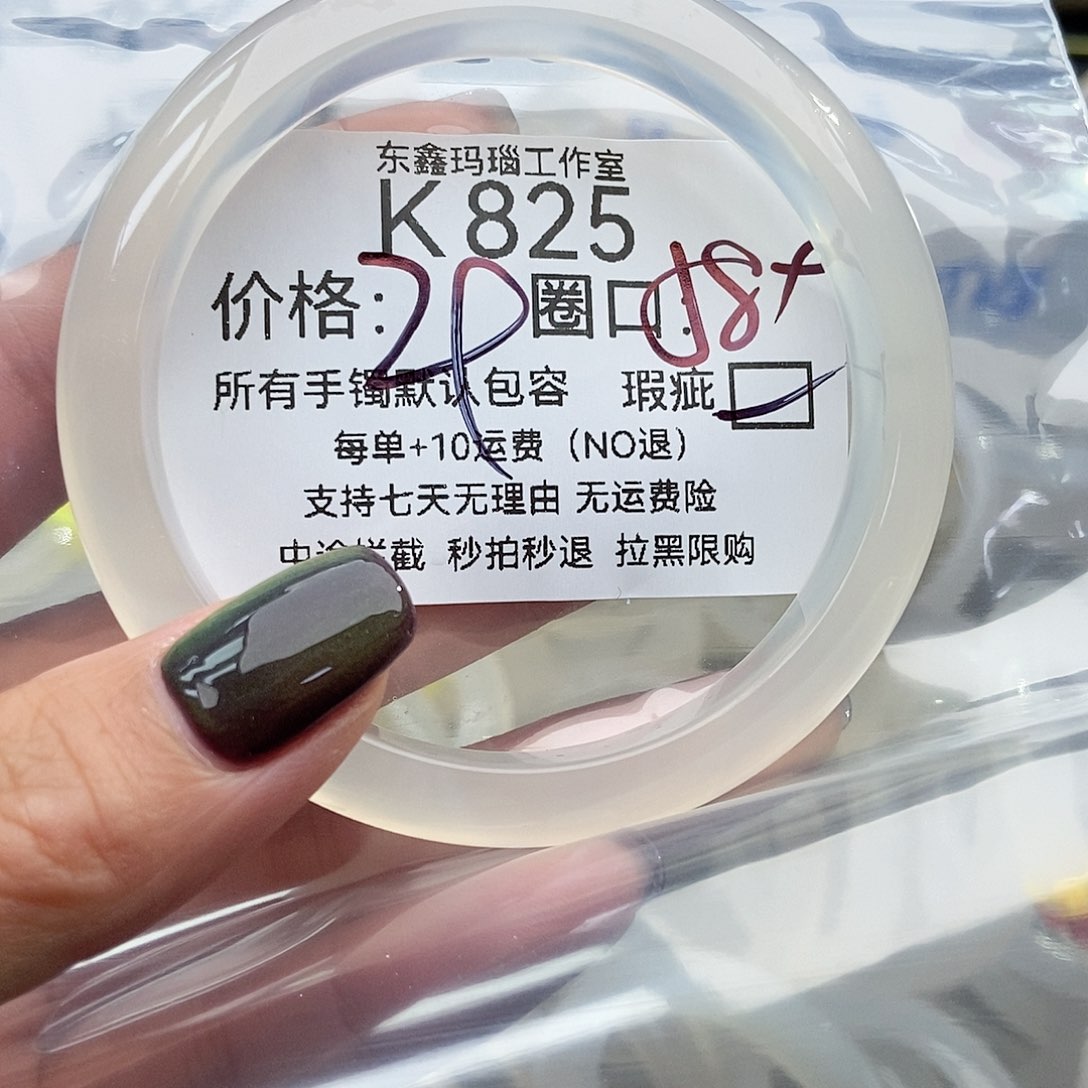 东鑫玛瑙工作室
K825
价格: 圈口: 58+
所有手镯默认包容 瑕疵
每单+10运费（NO退）
支持七天无理由 无运费险
中途拦截 秒拍秒退 拉黑限购